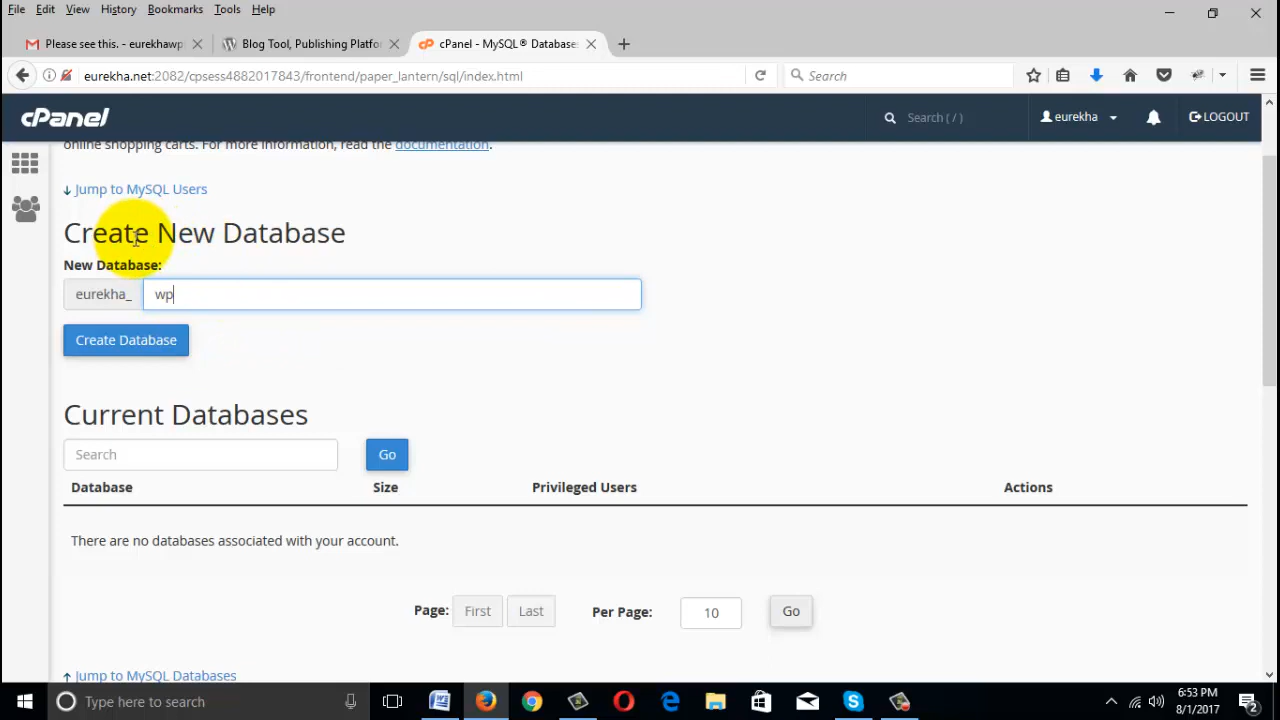 File Edit View History Bookmarks Tools Help
Please see this. - eurekhawp
Blog Tool, Publishing Platfo
cPanel - MySQL® Database
eurekha.net:2082/cpsess4882017843/frontend/paper_lantern/sql/index.html
Search
cPanel
Search ( / )
eurekha
LOGOUT
online shopping carts. For more information, read the documentation.
Jump to MySQL Users
Create New Database
New Database:
eurekha_ wp
Create Database
Current Databases
Search Go
Database Size Privileged Users Actions
There are no databases associated with your account.
Page: First Last Per Page: 10 Go
Jump to MySQL Databases
Type here to search
6:53 PM
8/1/2017
2